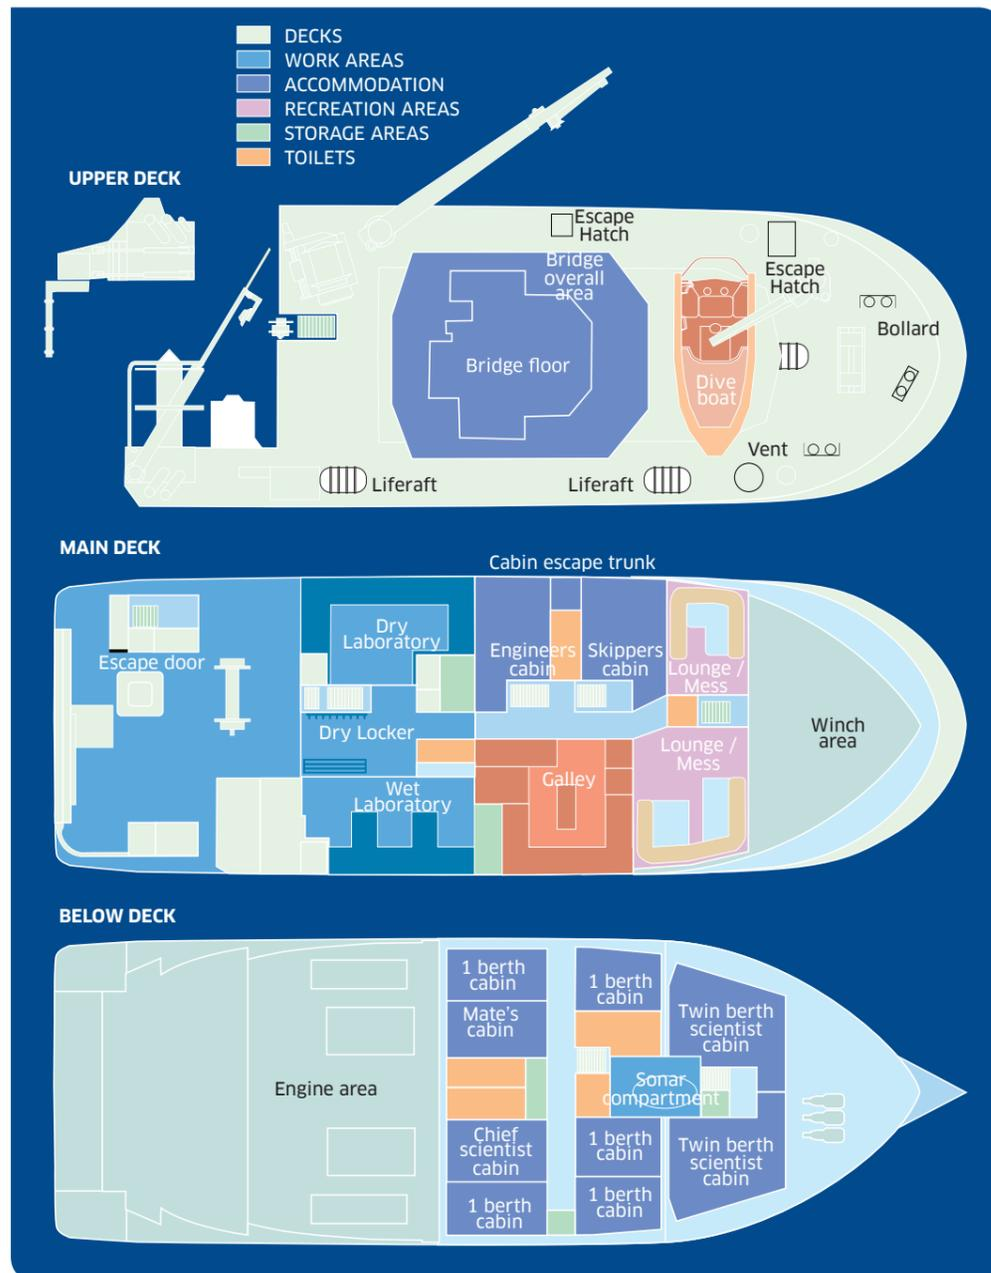 DECKS
WORK AREAS
ACCOMMODATION
RECREATION AREAS
STORAGE AREAS
TOILETS
UPPER DECK
Escape
Hatch
Bridge
overall
area
Escape
Hatch
Bollard
Bridge floor
Dive
boat
Vent
Liferaft
Liferaft
MAIN DECK
Cabin escape trunk
Dry
Laboratory
Engineers
cabin
Skippers
cabin
Escape door
Lounge /
Mess
Dry Locker
Winch
area
Lounge /
Mess
Galley
Wet
Laboratory
BELOW DECK
1 berth
cabin
1 berth
cabin
Mate's
cabin
Twin berth
scientist
cabin
Engine area
Sonar
compartment
Chief
scientist
cabin
1 berth
cabin
Twin berth
scientist
cabin
1 berth
cabin
1 berth
cabin